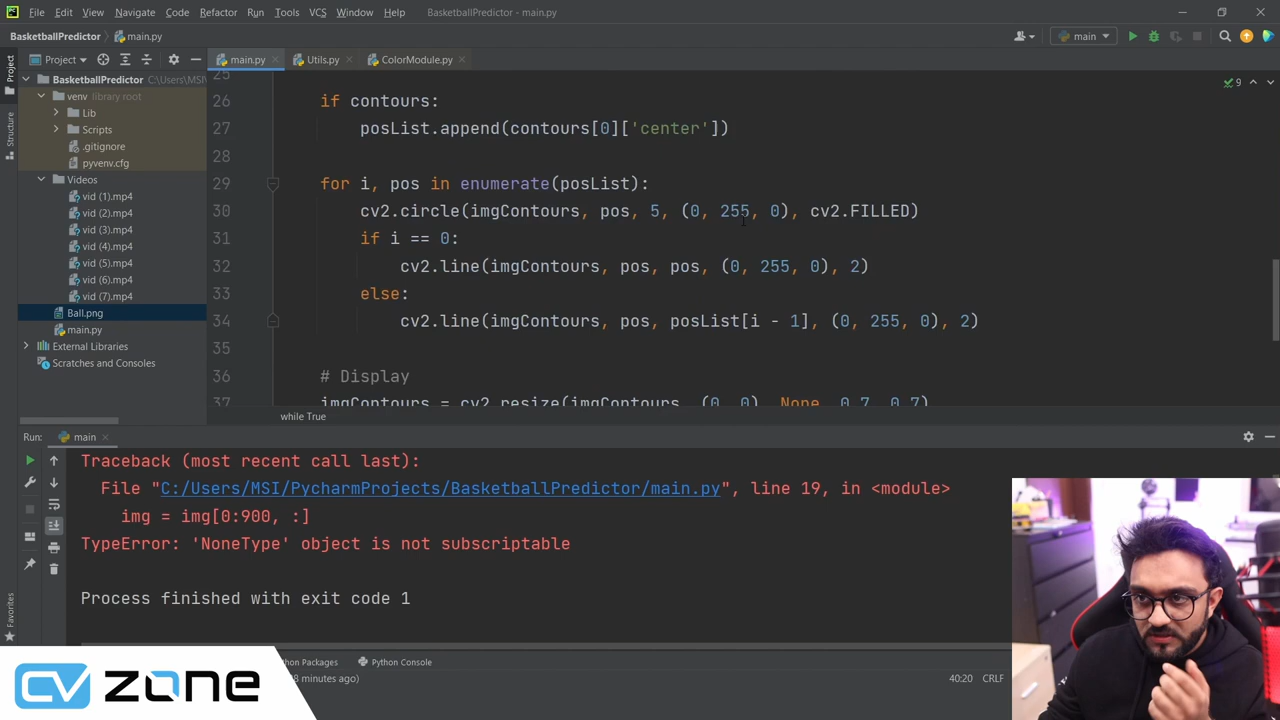 File Edit View Navigate Code Refactor Run Tools VCS Window Help BasketballPredictor - main.py
BasketballPredictor main.py main
Project main.py Utils.py ColorModule.py
Project
Structure
Favorites
BasketballPredictor C:\Users\MSI
venv library root
Lib
Scripts
.gitignore
pyvenv.cfg
Videos
vid (1).mp4
vid (2).mp4
vid (3).mp4
vid (4).mp4
vid (5).mp4
vid (6).mp4
vid (7).mp4
Ball.png
main.py
External Libraries
Scratches and Consoles
25
26 if contours:
27 posList.append(contours[0]['center'])
28
29 for i, pos in enumerate(posList):
30 cv2.circle(imgContours, pos, 5, (0, 255, 0), cv2.FILLED)
31 if i == 0:
32 cv2.line(imgContours, pos, pos, (0, 255, 0), 2)
33 else:
34 cv2.line(imgContours, pos, posList[i - 1], (0, 255, 0), 2)
35
36 # Display
37 imgContours = cv2.resize(imgContours, (0, 0), None, 0.7, 0.7)
9
while True
Run: main
Traceback (most recent call last):
File "C:/Users/MSI/PycharmProjects/BasketballPredictor/main.py", line 19, in <module>
img = img[0:900, :]
TypeError: 'NoneType' object is not subscriptable
Process finished with exit code 1
Packages Python Console
minutes ago) 40:20 CRLF
CV ZONE